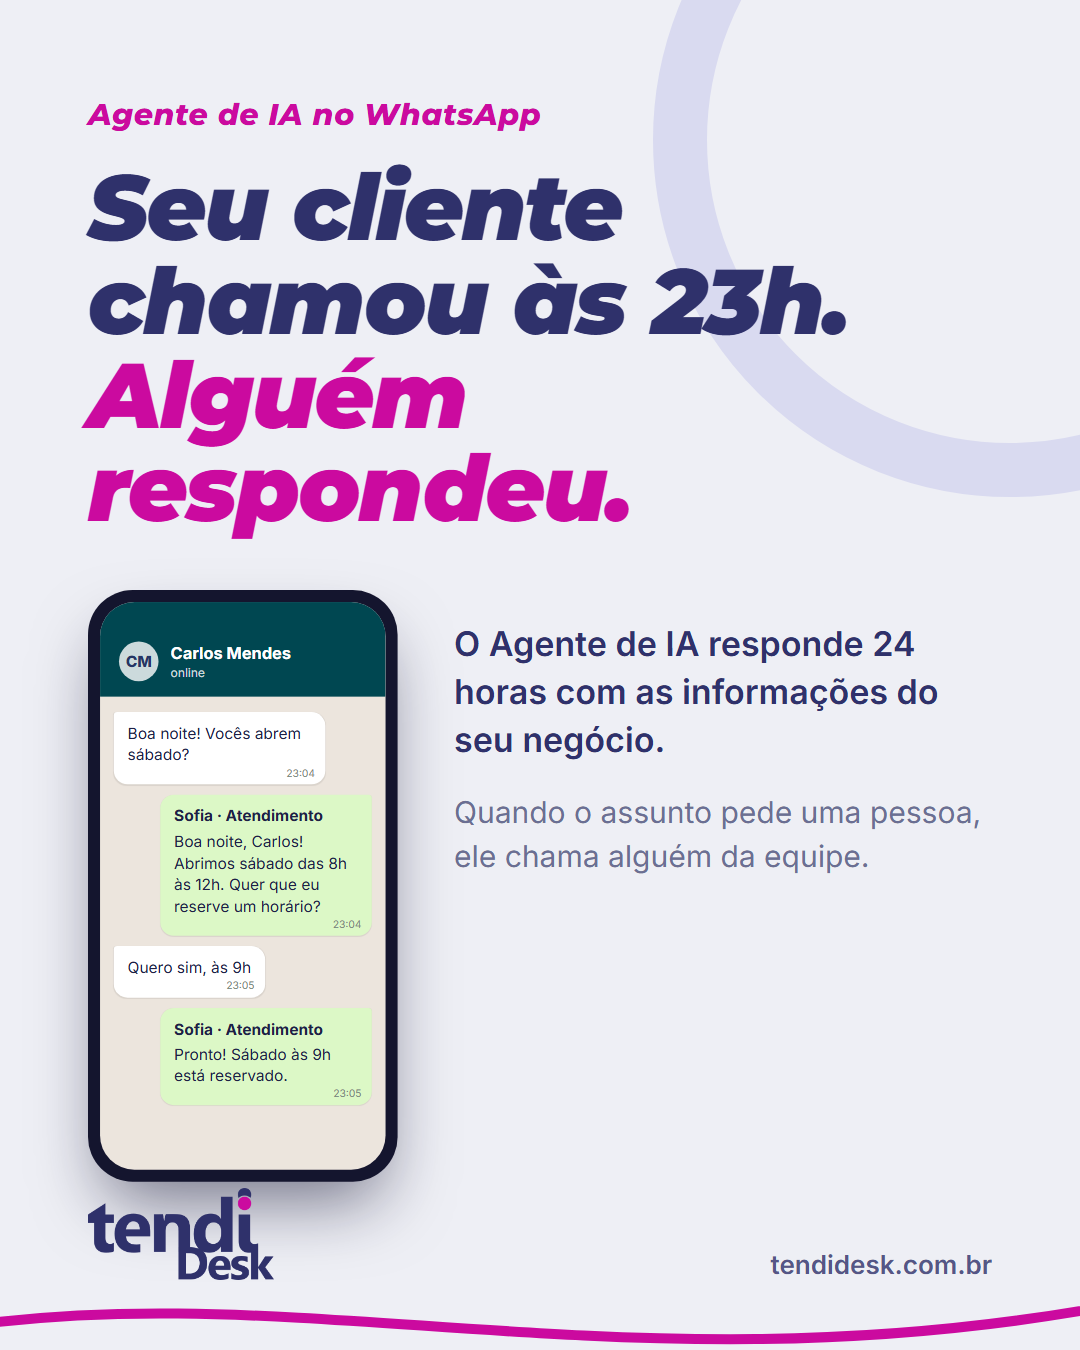 Agente de IA no WhatsApp
Seu cliente
chamou às 23h.
Alguém
respondeu.
CM
Carlos Mendes
online
Boa noite! Vocês abrem
sábado?
23:04
Sofia · Atendimento
Boa noite, Carlos!
Abrimos sábado das 8h
às 12h. Quer que eu
reserve um horário?
23:04
Quero sim, às 9h
23:05
Sofia · Atendimento
Pronto! Sábado às 9h
está reservado.
23:05
O Agente de IA responde 24
horas com as informações do
seu negócio.
Quando o assunto pede uma pessoa,
ele chama alguém da equipe.
tendi
Desk
tendidesk.com.br